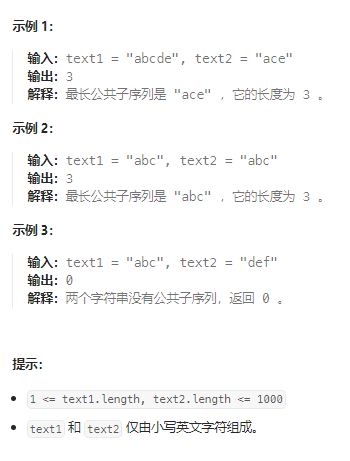 示例 1：
输入：text1 = "abcde", text2 = "ace"
输出：3
解释：最长公共子序列是 "ace" ，它的长度为 3 。
示例 2：
输入：text1 = "abc", text2 = "abc"
输出：3
解释：最长公共子序列是 "abc" ，它的长度为 3 。
示例 3：
输入：text1 = "abc", text2 = "def"
输出：0
解释：两个字符串没有公共子序列，返回 0 。
提示：
• 1 <= text1.length, text2.length <= 1000
• text1 和 text2 仅由小写英文字符组成。